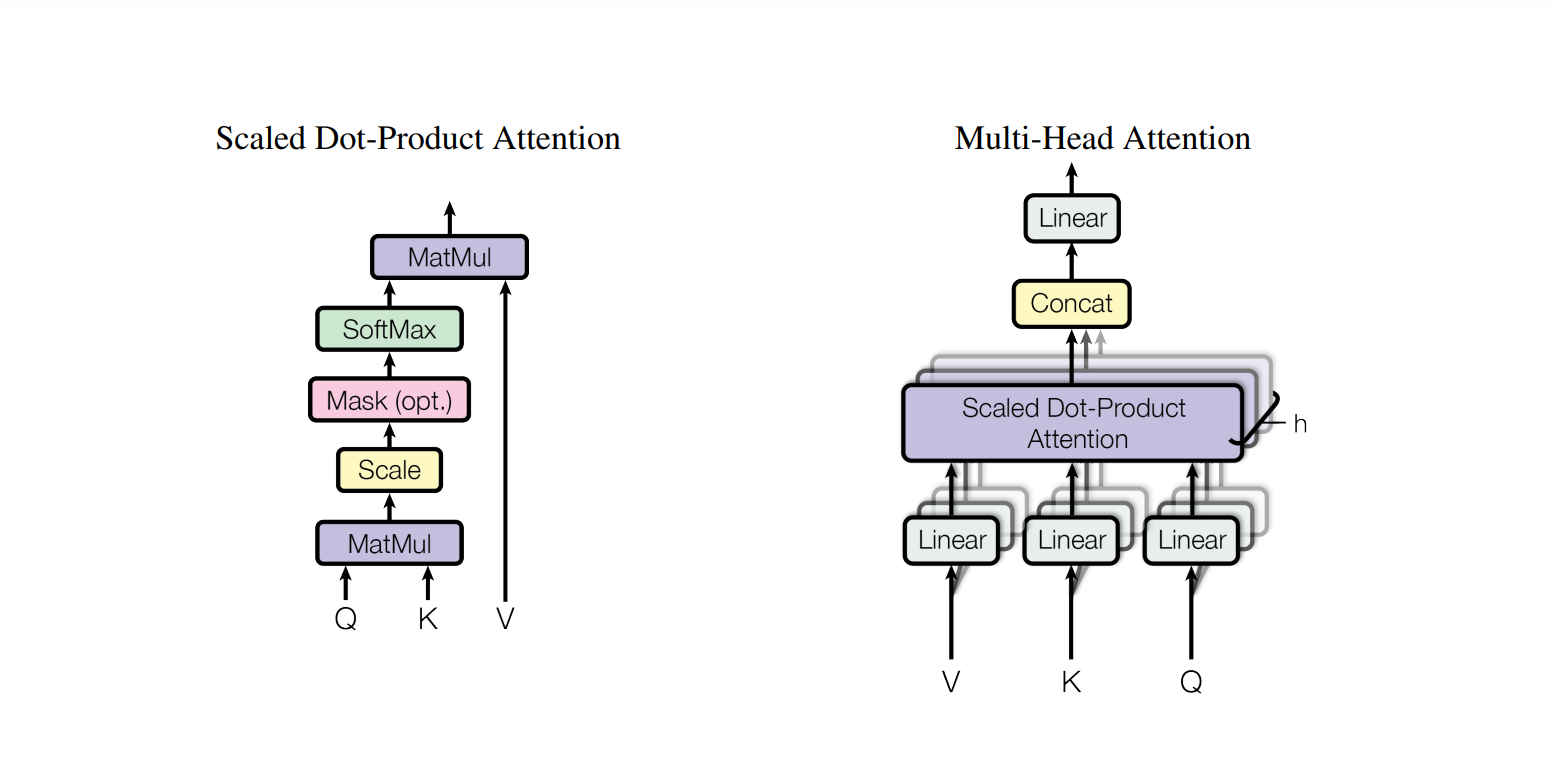 Scaled Dot-Product Attention
MatMul
SoftMax
Mask (opt.)
Scale
MatMul
Q K V
Multi-Head Attention
Linear
Concat
Scaled Dot-Product
Attention
h
Linear Linear Linear
V K Q